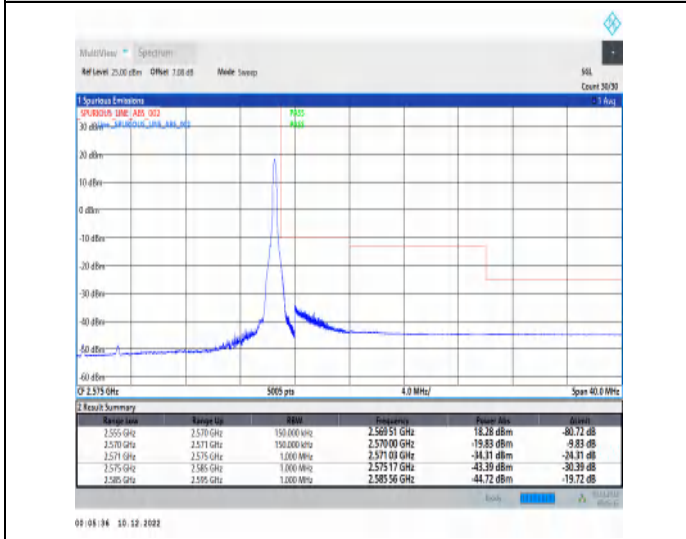 MultiView Spectrum
Ref Level 25.00 dBm Offset 7.08 dB Mode Sweep SGL
Count 30/30
1 Spurious Emissions 1 Avg
SPURIOUS_LINE_ABS_002 PASS
30 dBm Line _SPURIOUS_LINE_ABS_002 PASS
20 dBm
10 dBm
0 dBm
-10 dBm
-20 dBm
-30 dBm
-40 dBm
-50 dBm
-60 dBm
CF 2.575 GHz 5005 pts 4.0 MHz/ Span 40.0 MHz
2 Result Summary
Range Low Range Up RBW Frequency Power Abs ΔLimit
2.555 GHz 2.570 GHz 150.000 kHz 2.569 51 GHz 18.28 dBm -80.72 dB
2.570 GHz 2.571 GHz 150.000 kHz 2.570 00 GHz -19.83 dBm -9.83 dB
2.571 GHz 2.575 GHz 1.000 MHz 2.571 03 GHz -34.31 dBm -24.31 dB
2.575 GHz 2.585 GHz 1.000 MHz 2.575 17 GHz -43.39 dBm -30.39 dB
2.585 GHz 2.595 GHz 1.000 MHz 2.585 56 GHz -44.72 dBm -19.72 dB
Ready
00:05:36 10.12.2022